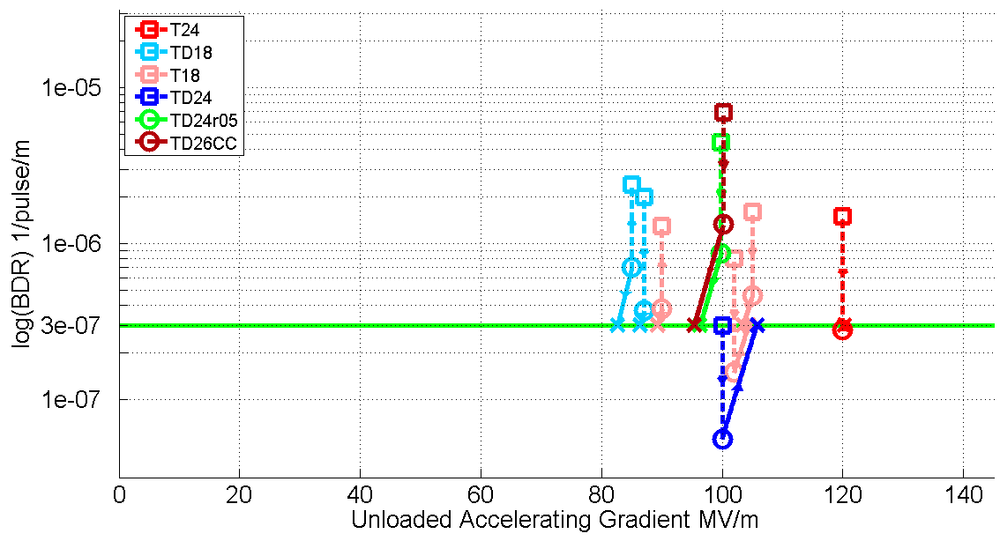 T24
TD18
T18
TD24
TD24r05
TD26CC
1e-05
1e-06
3e-07
1e-07
log(BDR) 1/pulse/m
0 20 40 60 80 100 120 140
Unloaded Accelerating Gradient MV/m